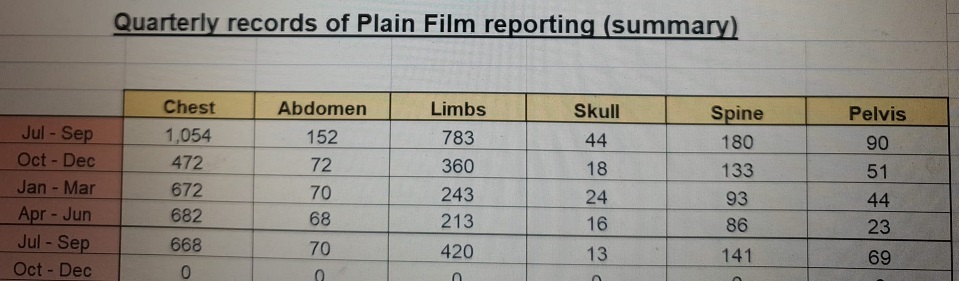 Quarterly records of Plain Film reporting (summary)
Chest Abdomen Limbs Skull Spine Pelvis
Jul - Sep 1,054 152 783 44 180 90
Oct - Dec 472 72 360 18 133 51
Jan - Mar 672 70 243 24 93 44
Apr - Jun 682 68 213 16 86 23
Jul - Sep 668 70 420 13 141 69
Oct - Dec 0 0 0 0